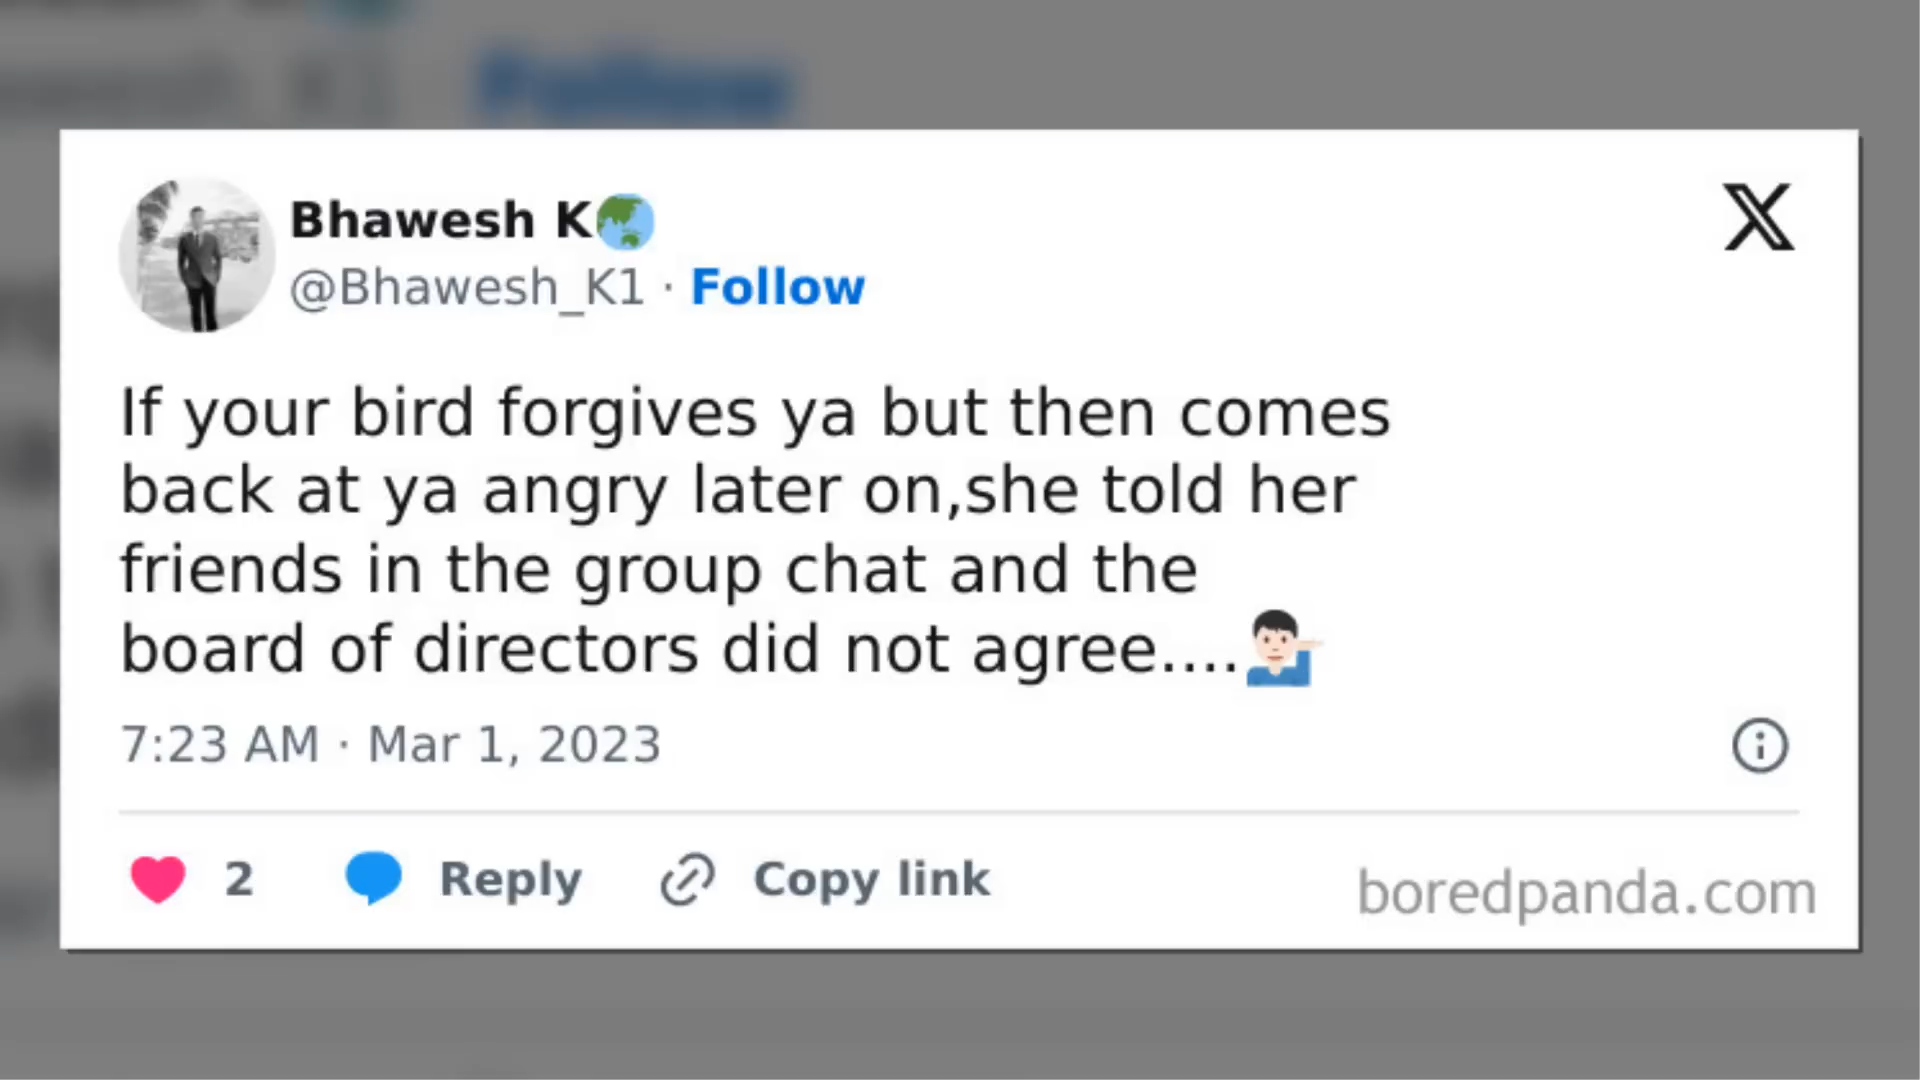 Follow
Bhawesh K🌏
X
@Bhawesh_K1 · Follow
If your bird forgives ya but then comes
back at ya angry later on,she told her
friends in the group chat and the
board of directors did not agree....💁🏻‍♂️
7:23 AM · Mar 1, 2023
2 Reply Copy link
boredpanda.com